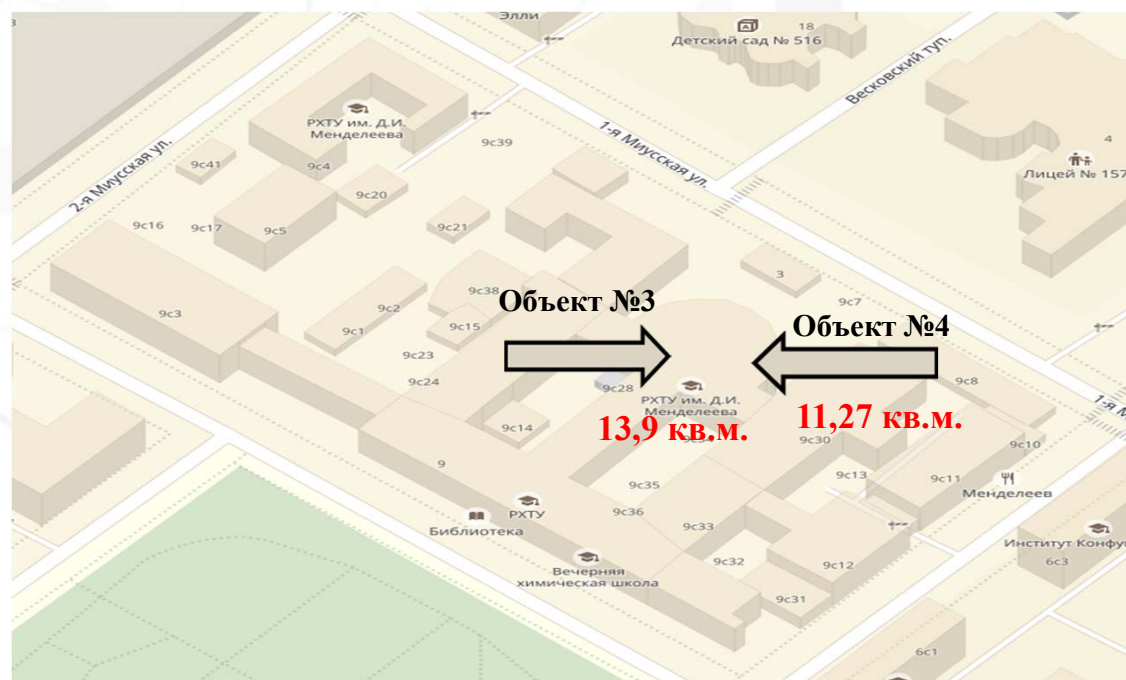 Элли
18
Детский сад № 516
Весковский туп.
4
Лицей № 157
РХТУ им. Д.И.
Менделеева
1-я Миусская ул.
2-я Миусская ул.
9с39
9с41
9с4
9с20
9с21
9с16
9с17
9с5
9с3
9с2
9с1
9с38
9с15
9с23
9с24
3
9с7
Объект №3
Объект №4
9с28
РХТУ им. Д.И.
Менделеева
13,9 кв.м.
11,27 кв.м.
9с8
1-я М
9с14
9с30
9с10
9
9с13
9с11
Менделеев
9с35
РХТУ
9с36
9с33
Библиотека
Институт Конфу
6с3
Вечерняя
химическая школа
9с32
9с12
9с31
6с1